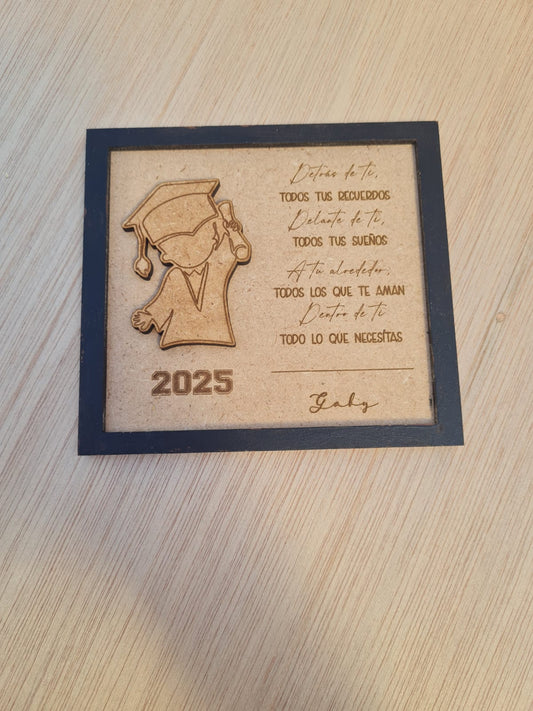 Detrás de ti,
TODOS TUS RECUERDOS
Delante de ti,
TODOS TUS SUEÑOS
A tu alrededor,
TODOS LOS QUE TE AMAN
Dentro de ti
TODO LO QUE NECESÍTAS
Gaby
2025